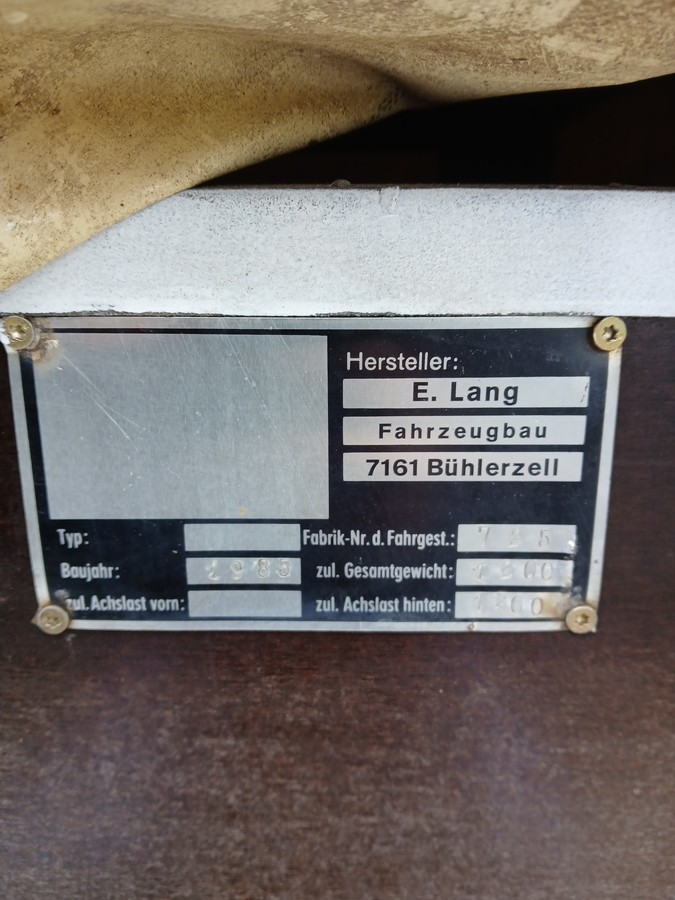 Hersteller:
E. Lang
Fahrzeugbau
7161 Bühlerzell
Typ:
Fabrik-Nr. d. Fahrgest.:
Baujahr:
zul. Gesamtgewicht:
zul. Achslast vorn:
zul. Achslast hinten: